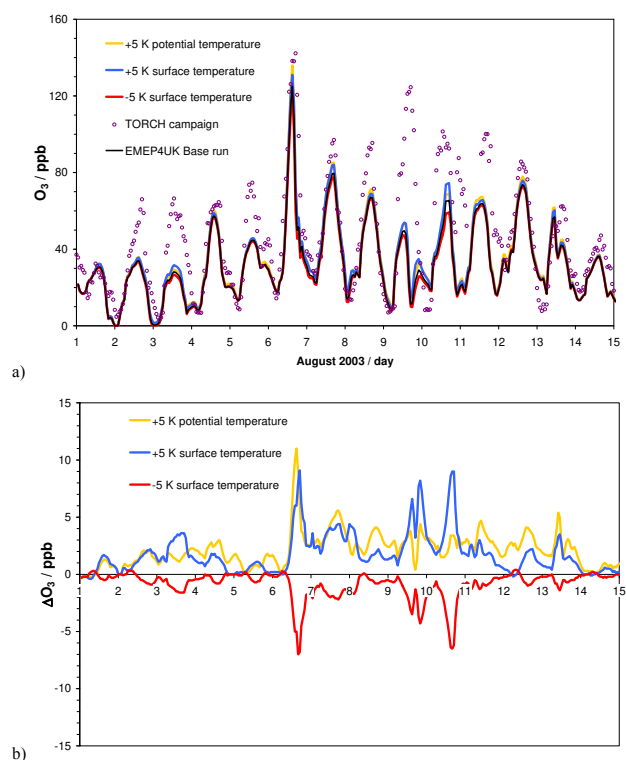 160
120
80
40
0
O3 / ppb
+5 K potential temperature
+5 K surface temperature
-5 K surface temperature
TORCH campaign
EMEP4UK Base run
1 2 3 4 5 6 7 8 9 10 11 12 13 14 15
August 2003 / day
a)
15
10
5
0
-5
-10
-15
ΔO3 / ppb
+5 K potential temperature
+5 K surface temperature
-5 K surface temperature
1 2 3 4 5 6 7 8 9 10 11 12 13 14 15
b)